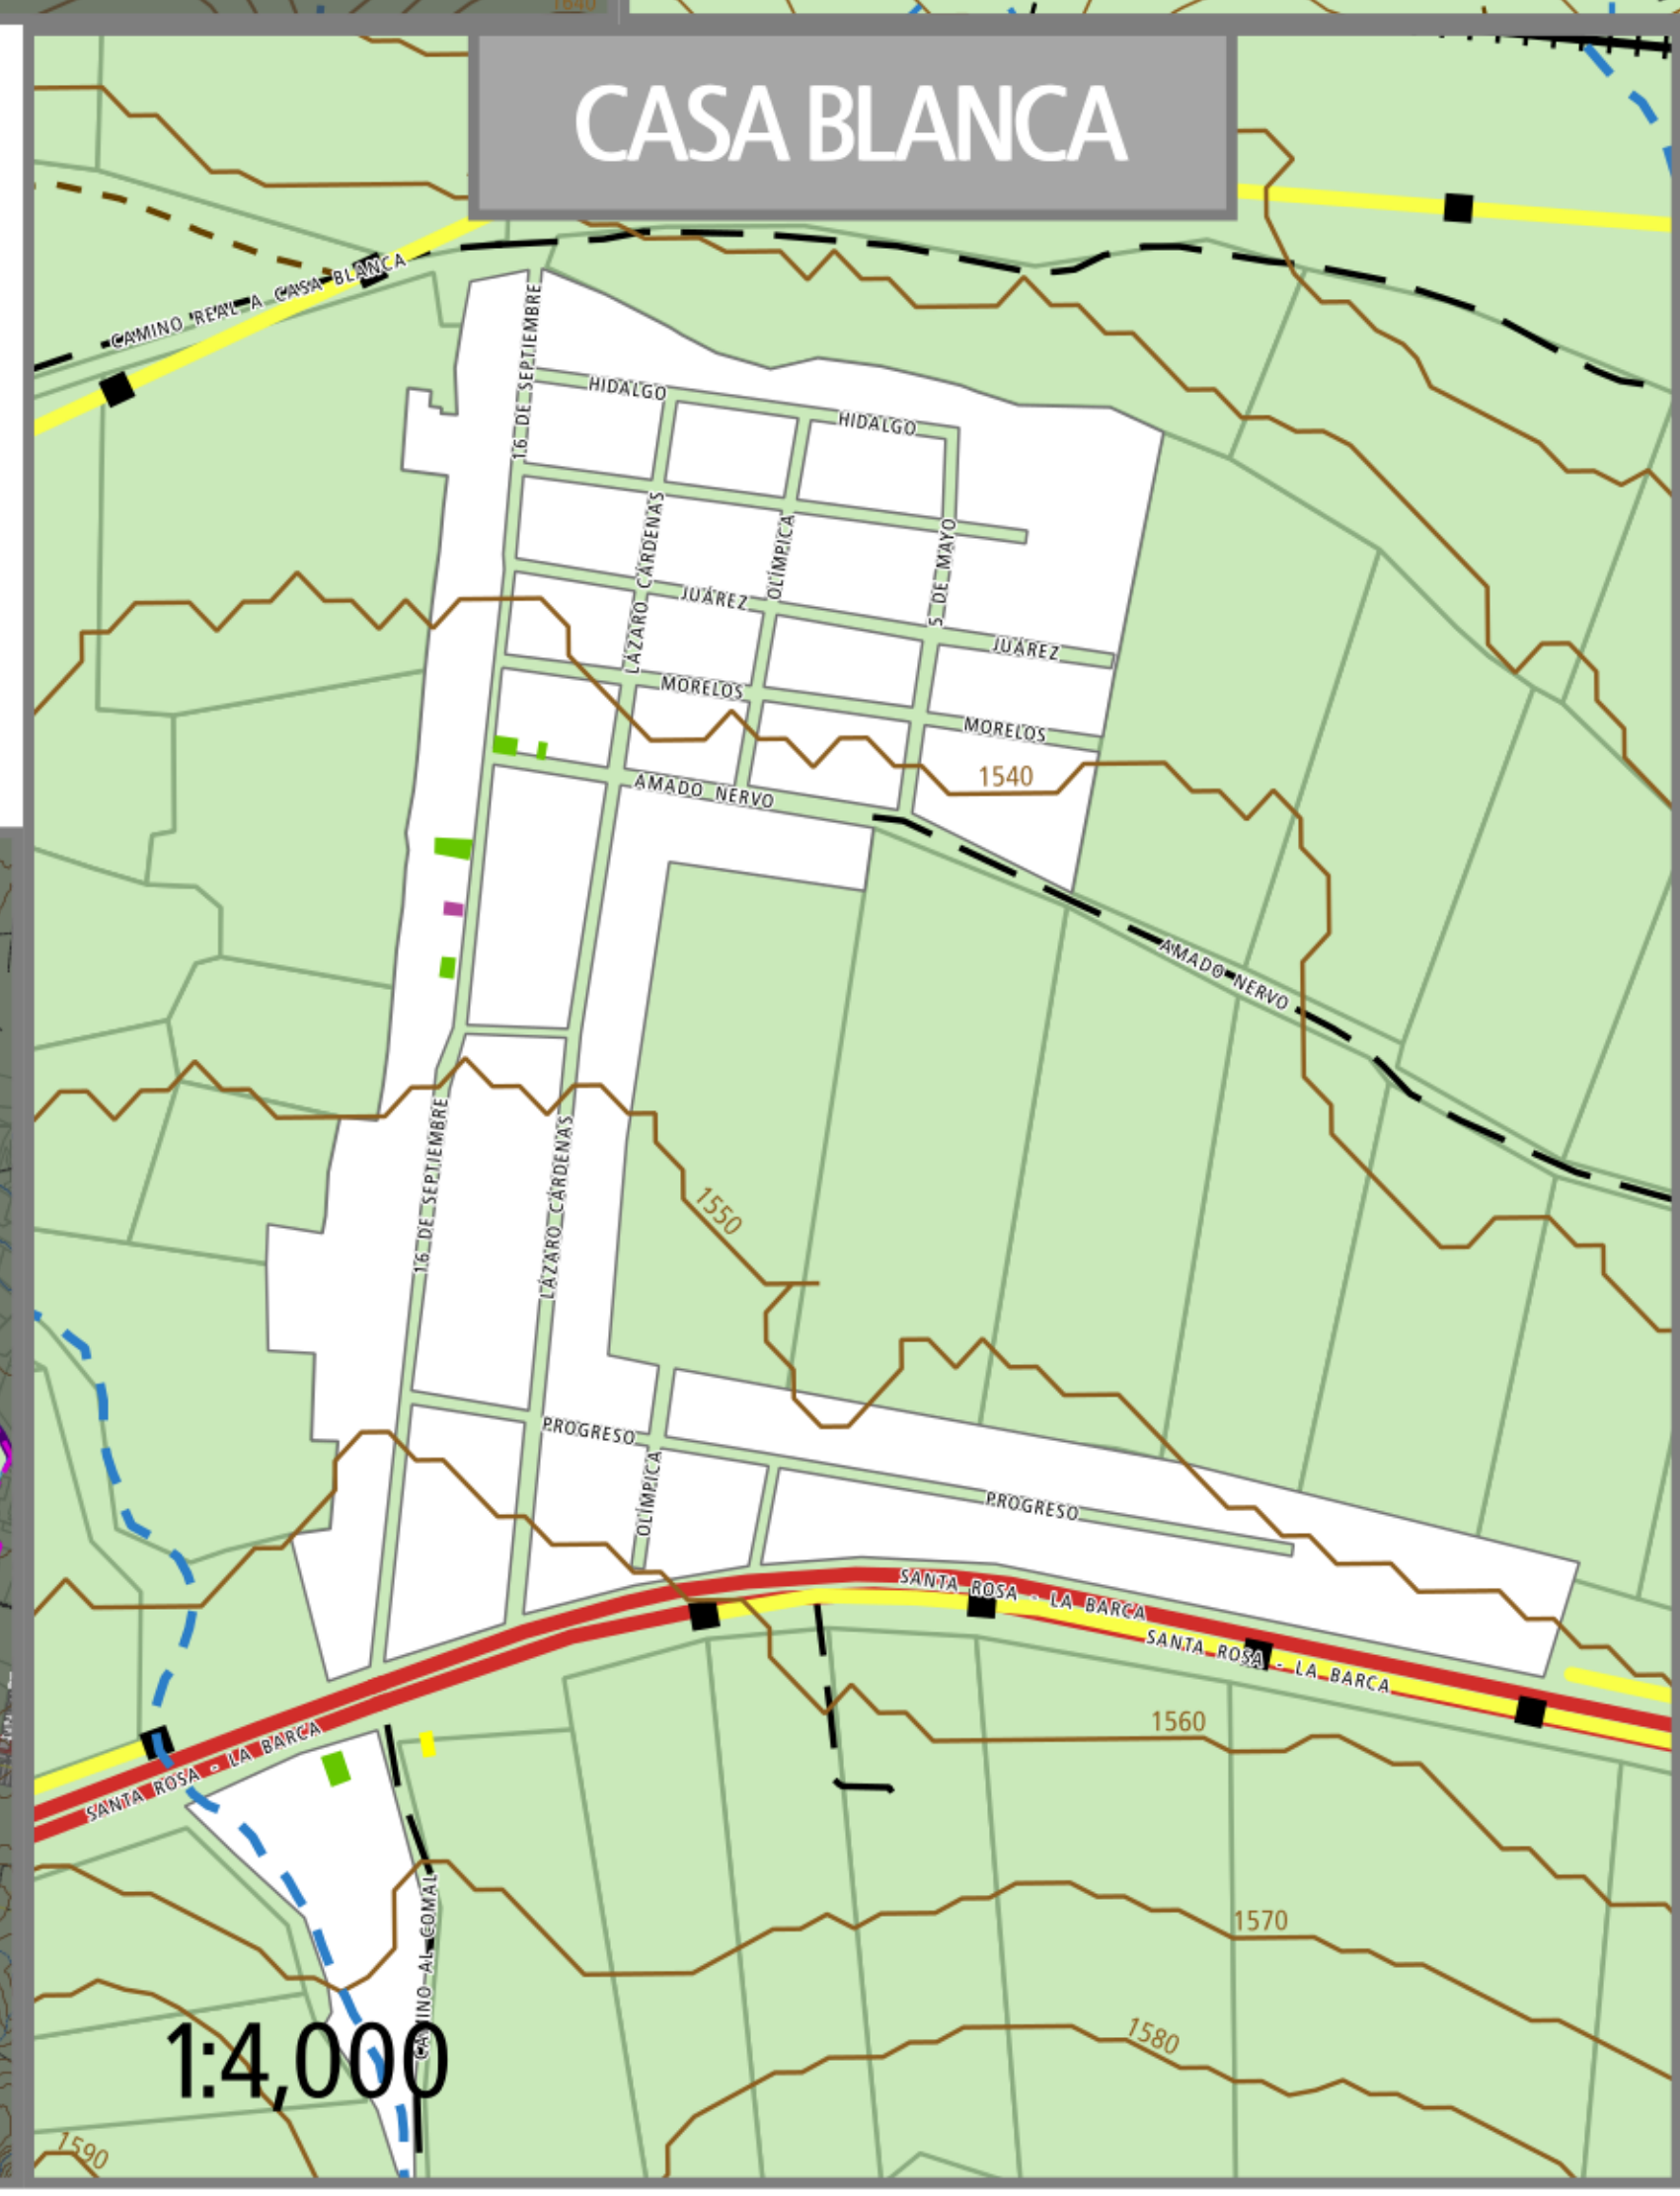 1640
CASA BLANCA
CAMINO REAL A CASA BLANCA
16 DE SEPTIEMBRE
HIDALGO
HIDALGO
LÁZARO CÁRDENAS
OLÍMPICA
5 DE MAYO
JUÁREZ
JUÁREZ
MORELOS
MORELOS
1540
AMADO NERVO
AMADO NERVO
16 DE SEPTIEMBRE
LÁZARO CÁRDENAS
1550
PROGRESO
OLÍMPICA
PROGRESO
SANTA ROSA - LA BARCA
SANTA ROSA - LA BARCA
SANTA ROSA - LA BARCA
1560
CAMINO AL COMAL
1570
1:4,000
1580
1590